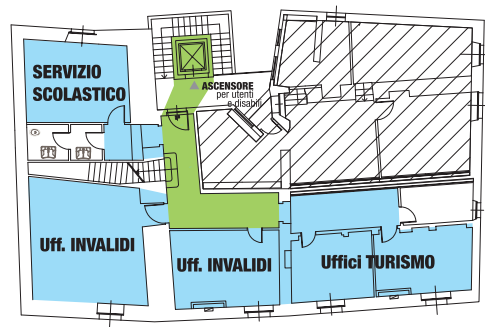 SERVIZIO
SCOLASTICO
ASCENSORE
per utenti
e disabili
Uff. INVALIDI
Uff. INVALIDI
Uffici TURISMO